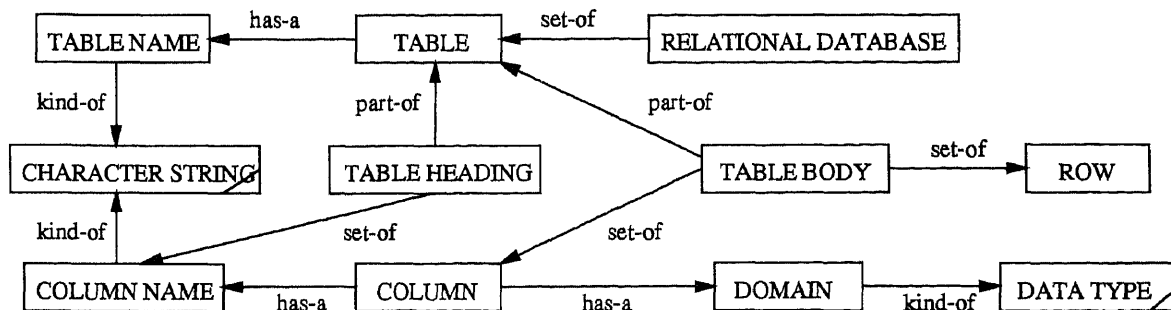 has-a
set-of
TABLE NAME
TABLE
RELATIONAL DATABASE
kind-of
part-of
part-of
CHARACTER STRING
TABLE HEADING
TABLE BODY
set-of
ROW
kind-of
set-of
set-of
COLUMN NAME
has-a
COLUMN
has-a
DOMAIN
kind-of
DATA TYPE